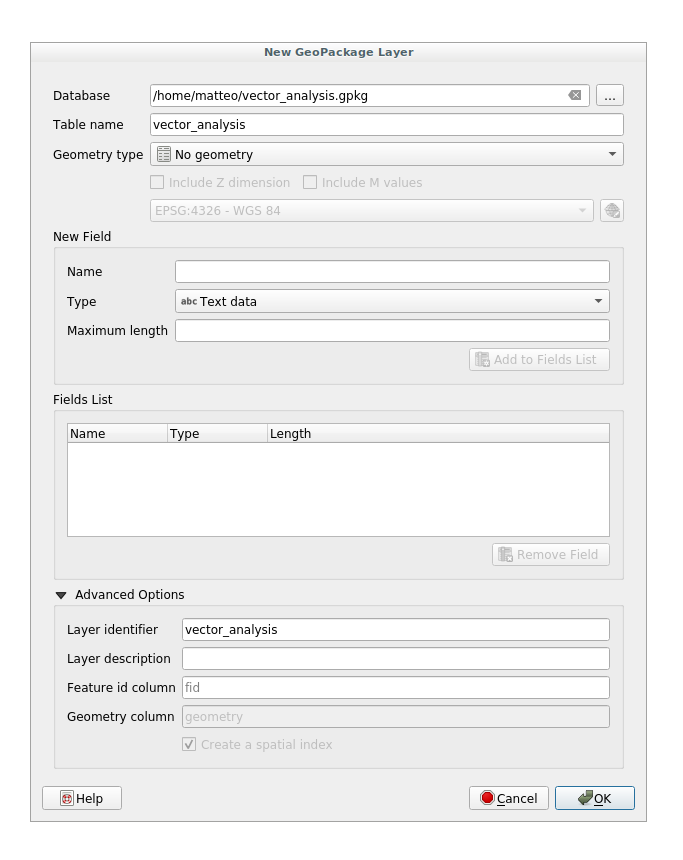 New GeoPackage Layer
Database /home/matteo/vector_analysis.gpkg ...
Table name vector_analysis
Geometry type No geometry
Include Z dimension Include M values
EPSG:4326 - WGS 84
New Field
Name
Type abc Text data
Maximum length
Add to Fields List
Fields List
Name Type Length
Remove Field
Advanced Options
Layer identifier vector_analysis
Layer description
Feature id column fid
Geometry column geometry
Create a spatial index
Help Cancel OK